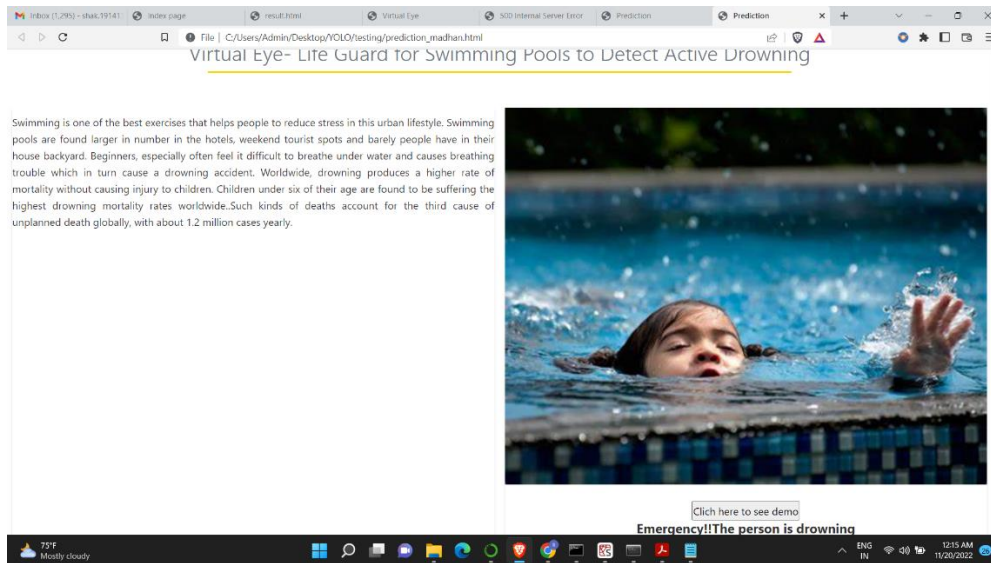 Inbox (1,295) - shak.19141
Index page
result.html
Virtual Eye
500 Internal Server Error
Prediction
Prediction
File | C:/Users/Admin/Desktop/YOLO/testing/prediction_madhan.html
Virtual Eye- Life Guard for Swimming Pools to Detect Active Drowning
Swimming is one of the best exercises that helps people to reduce stress in this urban lifestyle. Swimming
pools are found larger in number in the hotels, weekend tourist spots and barely people have in their
house backyard. Beginners, especially often feel it difficult to breathe under water and causes breathing
trouble which in turn cause a drowning accident. Worldwide, drowning produces a higher rate of
mortality without causing injury to children. Children under six of their age are found to be suffering the
highest drowning mortality rates worldwide..Such kinds of deaths account for the third cause of
unplanned death globally, with about 1.2 million cases yearly.
Clich here to see demo
Emergency!!The person is drowning
75°F
Mostly cloudy
ENG
IN
12:15 AM
11/20/2022